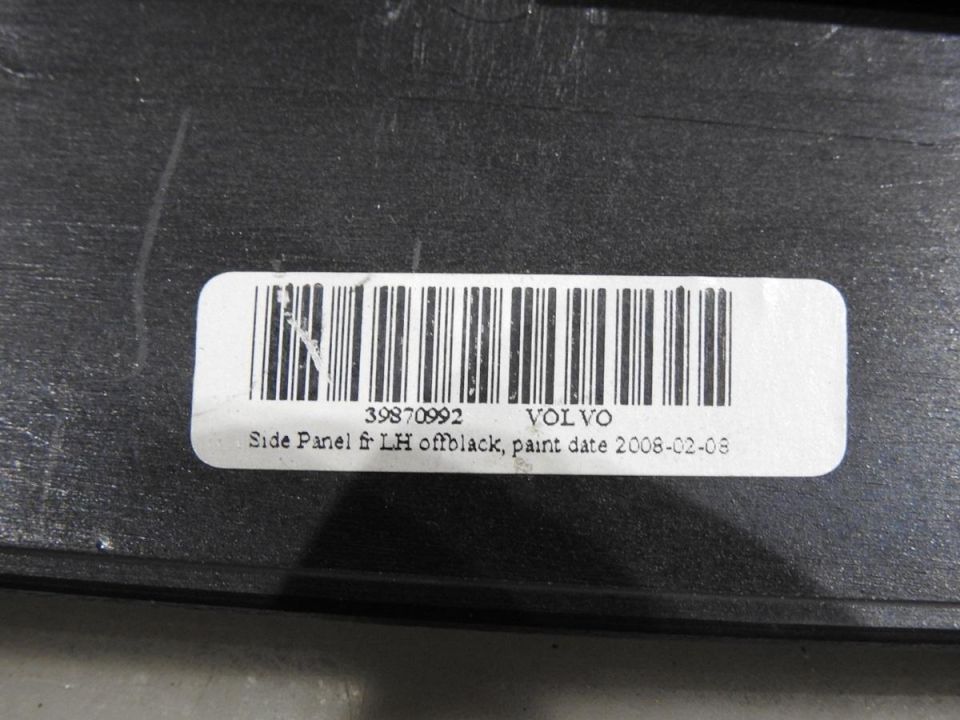 39870992 VOLVO
Side Panel fr LH offblack, paint date 2008-02-08